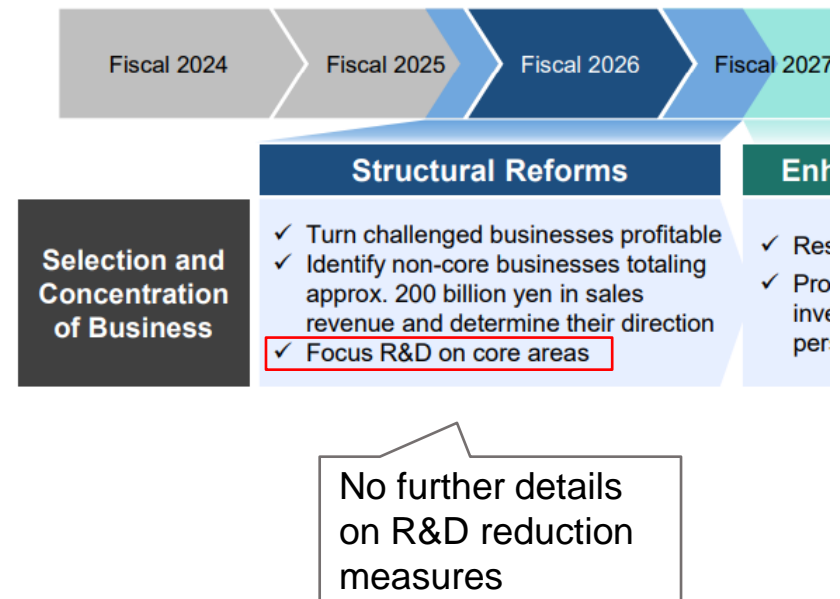 Fiscal 2024
Fiscal 2025
Fiscal 2026
Fiscal 2027
Structural Reforms
Selection and
Concentration
of Business
✓ Turn challenged businesses profitable
✓ Identify non-core businesses totaling
approx. 200 billion yen in sales
revenue and determine their direction
✓ Focus R&D on core areas
✓
✓
No further details
on R&D reduction
measures